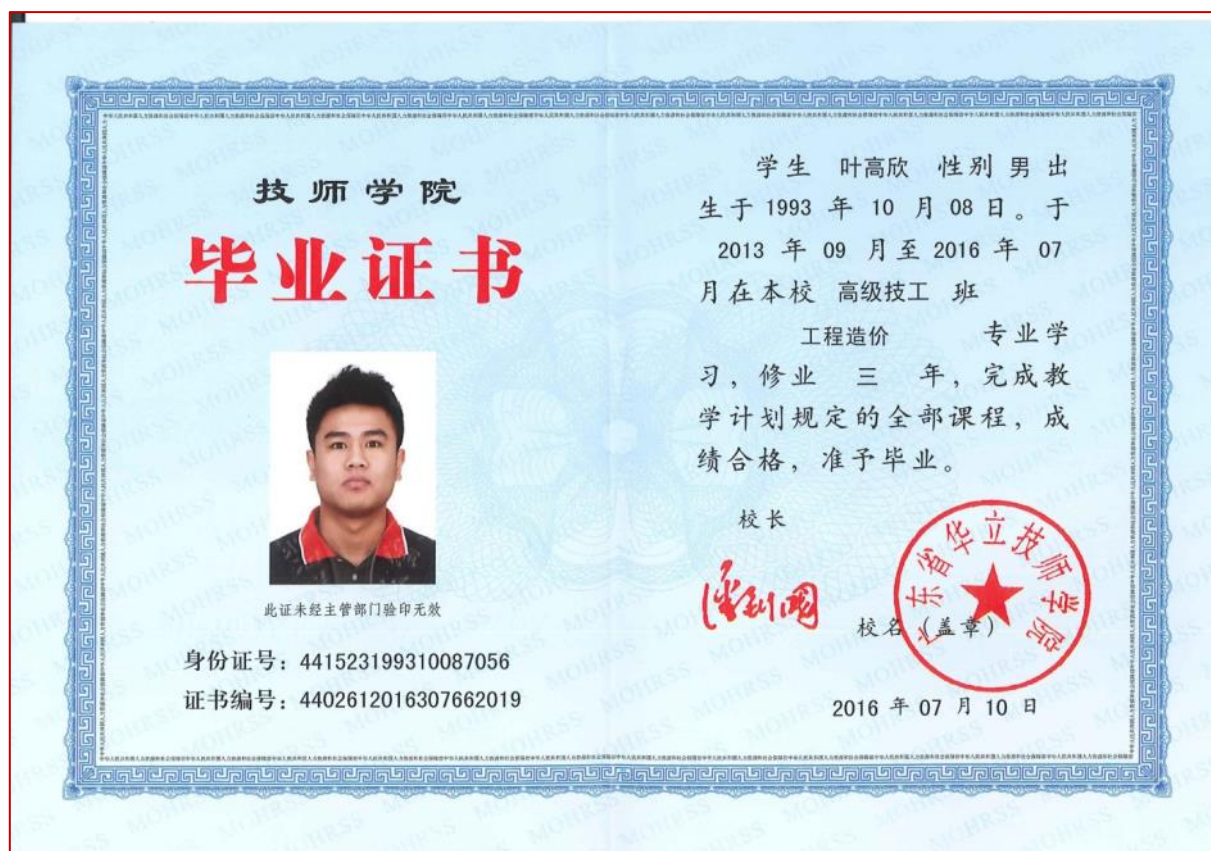 技师学院
毕业证书
此证未经主管部门验印无效
身份证号：441523199310087056
证书编号：4402612016307662019
学生 叶高欣 性别 男 出
生于 1993 年 10 月 08 日。于
2013 年 09 月至 2016 年 07
月在本校 高级技工 班
工程造价 专业学
习，修业 三 年，完成教
学计划规定的全部课程，成
绩合格，准予毕业。
校长
校名（盖章）
广东省华立技师学院
2016 年 07 月 10 日
MOHRSS